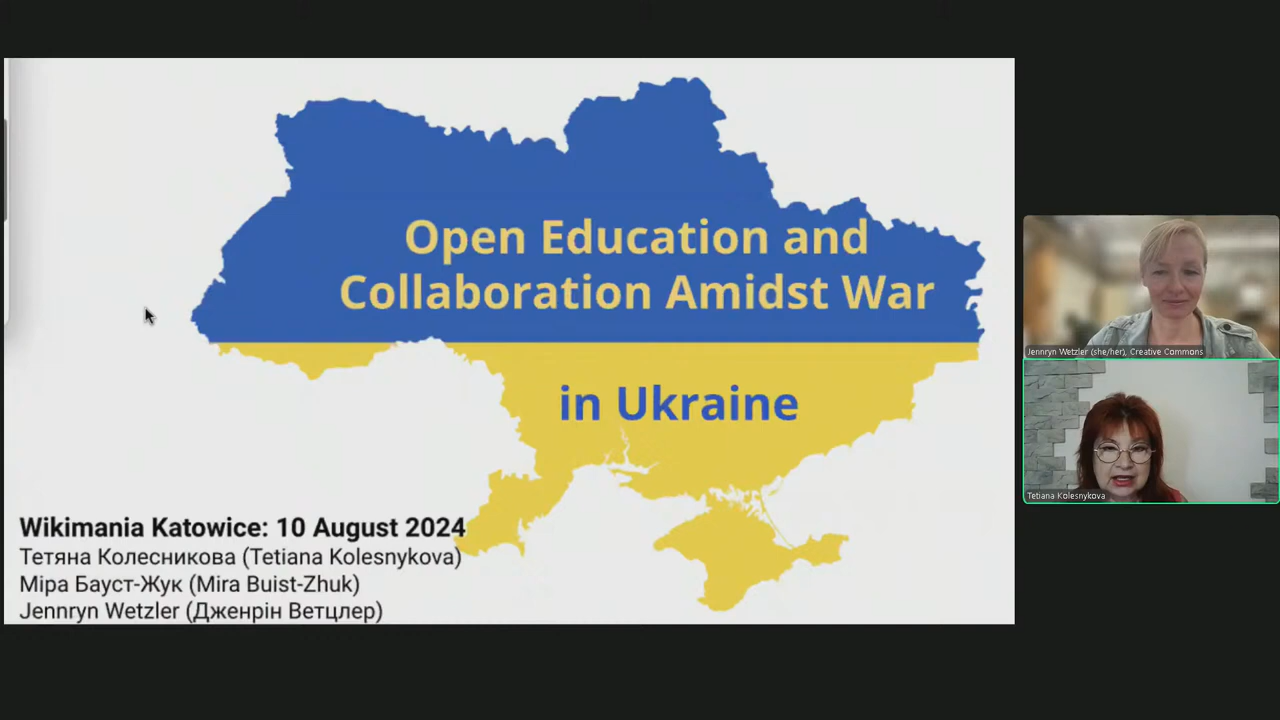 Open Education and
Collaboration Amidst War
in Ukraine
Wikimania Katowice: 10 August 2024
Тетяна Колесникова (Tetiana Kolesnykova)
Міра Бауст-Жук (Mira Buist-Zhuk)
Jennryn Wetzler (Дженрін Ветцлер)
Jennryn Wetzler (she/her), Creative Commons
Tetiana Kolesnykova